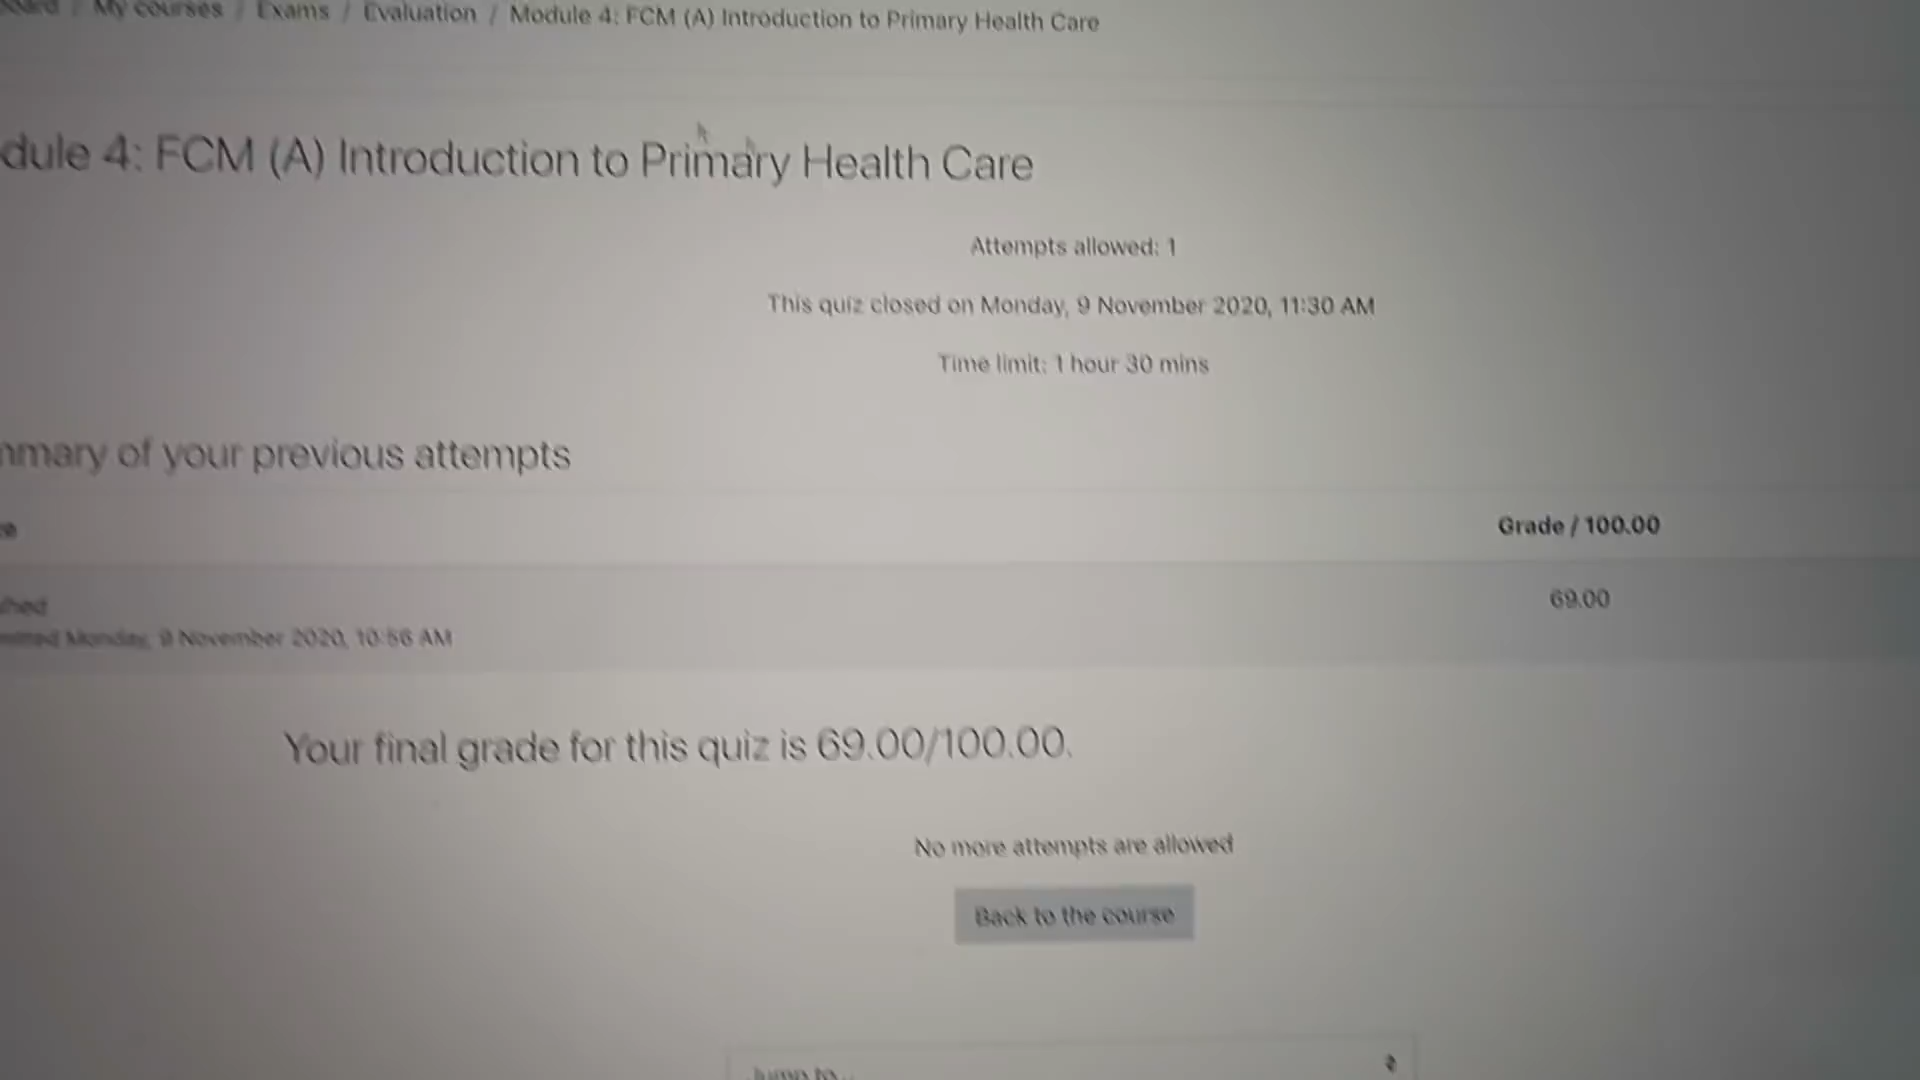 / My courses / Exams / Evaluation / Module 4: FCM (A) Introduction to Primary Health Care
dule 4: FCM (A) Introduction to Primary Health Care
Attempts allowed: 1
This quiz closed on Monday, 9 November 2020, 11:30 AM
Time limit: 1 hour 30 mins
mmary of your previous attempts
Grade / 100.00
69.00
Monday, 9 November 2020, 10:56 AM
Your final grade for this quiz is 69.00/100.00.
No more attempts are allowed
Back to the course
Jump to...